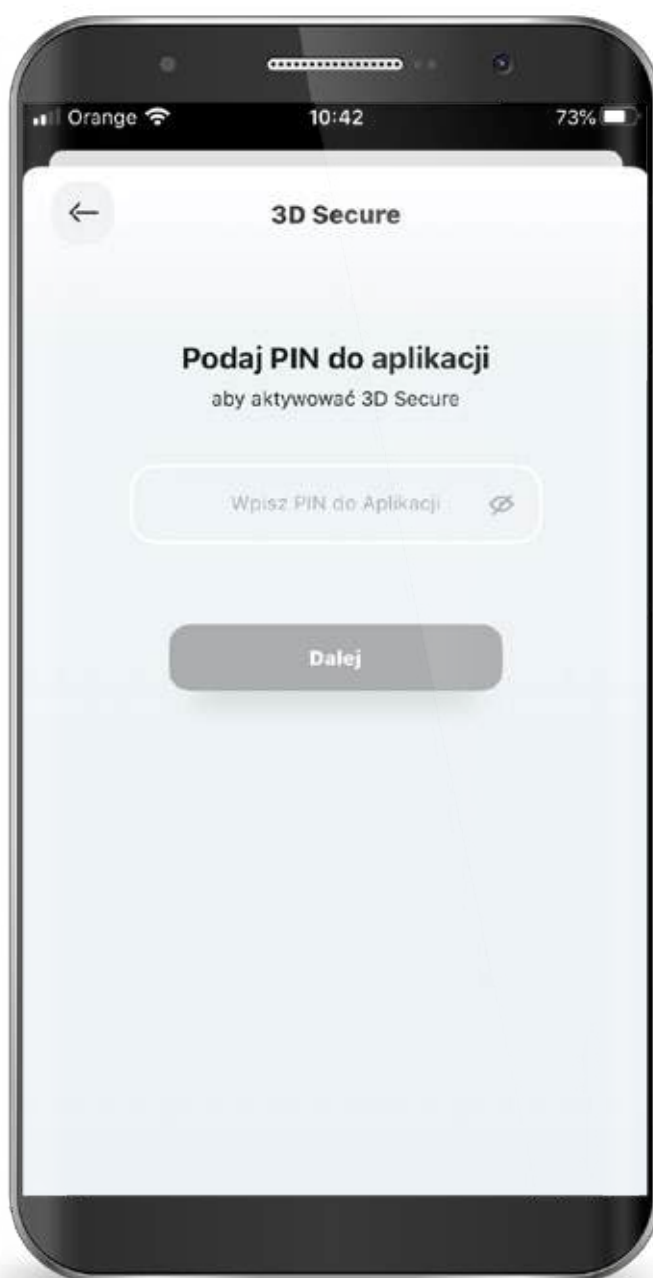 Orange 10:42 73%
3D Secure
Podaj PIN do aplikacji
aby aktywować 3D Secure
Wpisz PIN do Aplikacji
Dalej